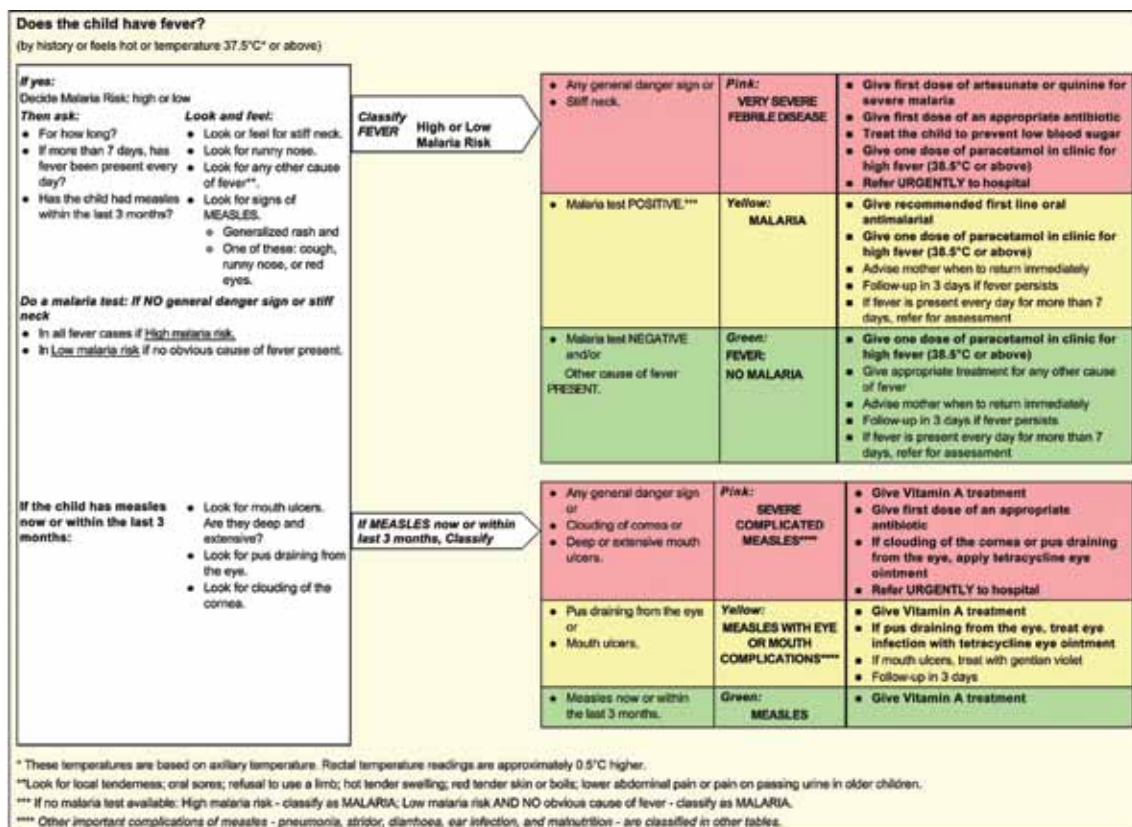 Does the child have fever?
(by history or feels hot or temperature 37.5°C* or above)
If yes:
Decide Malaria Risk: high or low
Then ask:
• For how long?
• If more than 7 days, has
fever been present every
day?
• Has the child had measles
within the last 3 months?
Look and feel:
• Look or feel for stiff neck.
• Look for runny nose.
• Look for any other cause
of fever**.
• Look for signs of
MEASLES.
Generalized rash and
One of these: cough,
runny nose, or red
eyes.
Do a malaria test: If NO general danger sign or stiff
neck
• In all fever cases if High malaria risk.
• In Low malaria risk if no obvious cause of fever present.
Classify
FEVER
High or Low
Malaria Risk
• Any general danger sign or
• Stiff neck.
Pink:
VERY SEVERE
FEBRILE DISEASE
■ Give first dose of artesunate or quinine for
severe malaria
■ Give first dose of an appropriate antibiotic
■ Treat the child to prevent low blood sugar
■ Give one dose of paracetamol in clinic for
high fever (38.5°C or above)
■ Refer URGENTLY to hospital
• Malaria test POSITIVE.***
Yellow:
MALARIA
■ Give recommended first line oral
antimalarial
■ Give one dose of paracetamol in clinic for
high fever (38.5°C or above)
■ Advise mother when to return immediately
■ Follow-up in 3 days if fever persists
■ If fever is present every day for more than 7
days, refer for assessment
• Malaria test NEGATIVE
and/or
Other cause of fever
PRESENT.
Green:
FEVER:
NO MALARIA
■ Give one dose of paracetamol in clinic for
high fever (38.5°C or above)
■ Give appropriate treatment for any other cause
of fever
■ Advise mother when to return immediately
■ Follow-up in 3 days if fever persists
■ If fever is present every day for more than 7
days, refer for assessment
If the child has measles
now or within the last 3
months:
• Look for mouth ulcers.
Are they deep and
extensive?
• Look for pus draining from
the eye.
• Look for clouding of the
cornea.
If MEASLES now or within
last 3 months, Classify
• Any general danger sign
or
• Clouding of cornea or
• Deep or extensive mouth
ulcers.
Pink:
SEVERE
COMPLICATED
MEASLES****
■ Give Vitamin A treatment
■ Give first dose of an appropriate
antibiotic
■ If clouding of the cornea or pus draining
from the eye, apply tetracycline eye
ointment
■ Refer URGENTLY to hospital
• Pus draining from the eye
or
• Mouth ulcers.
Yellow:
MEASLES WITH EYE
OR MOUTH
COMPLICATIONS****
■ Give Vitamin A treatment
■ If pus draining from the eye, treat eye
infection with tetracycline eye ointment
■ If mouth ulcers, treat with gentian violet
■ Follow-up in 3 days
• Measles now or within
the last 3 months.
Green:
MEASLES
■ Give Vitamin A treatment
* These temperatures are based on axillary temperature. Rectal temperature readings are approximately 0.5°C higher.
**Look for local tenderness; oral sores; refusal to use a limb; hot tender swelling; red tender skin or boils; lower abdominal pain or pain on passing urine in older children.
*** If no malaria test available: High malaria risk - classify as MALARIA; Low malaria risk AND NO obvious cause of fever - classify as MALARIA.
**** Other important complications of measles - pneumonia, stridor, diarrhoea, ear infection, and malnutrition - are classified in other tables.